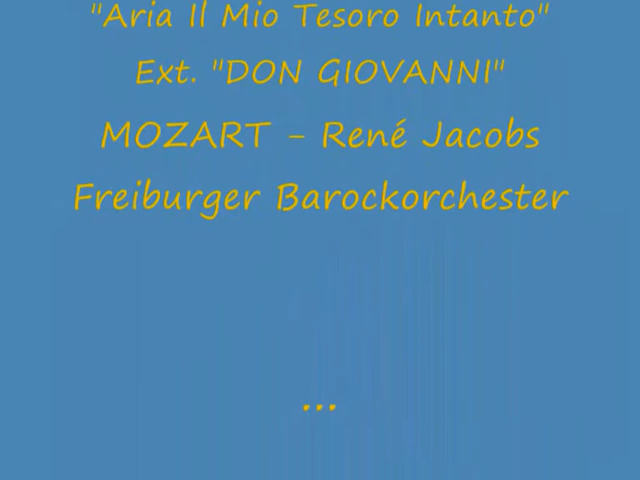 "Aria Il Mio Tesoro Intanto"
Ext. "DON GIOVANNI"
MOZART - René Jacobs
Freiburger Barockorchester
...